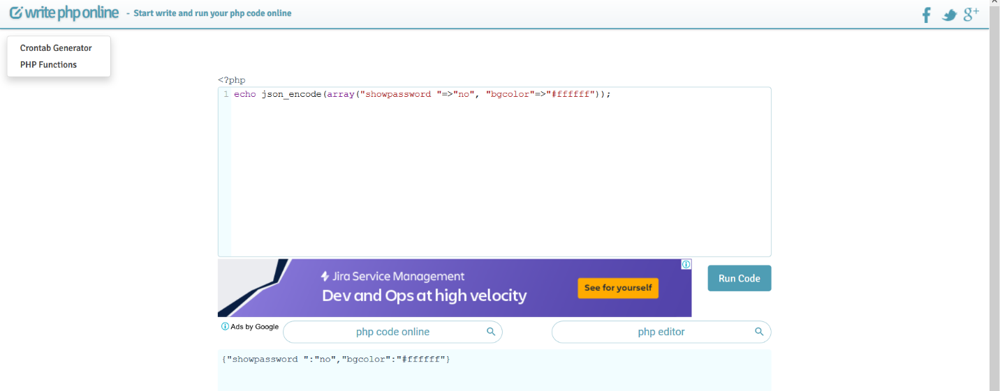 write php online - Start write and run your php code online
f g+
Crontab Generator
PHP Functions
<?php
1 echo json_encode(array("showpassword "=>"no", "bgcolor"=>"#ffffff"));
Jira Service Management
Dev and Ops at high velocity
See for yourself
Run Code
Ads by Google
php code online
php editor
{"showpassword ":"no","bgcolor":"#ffffff"}